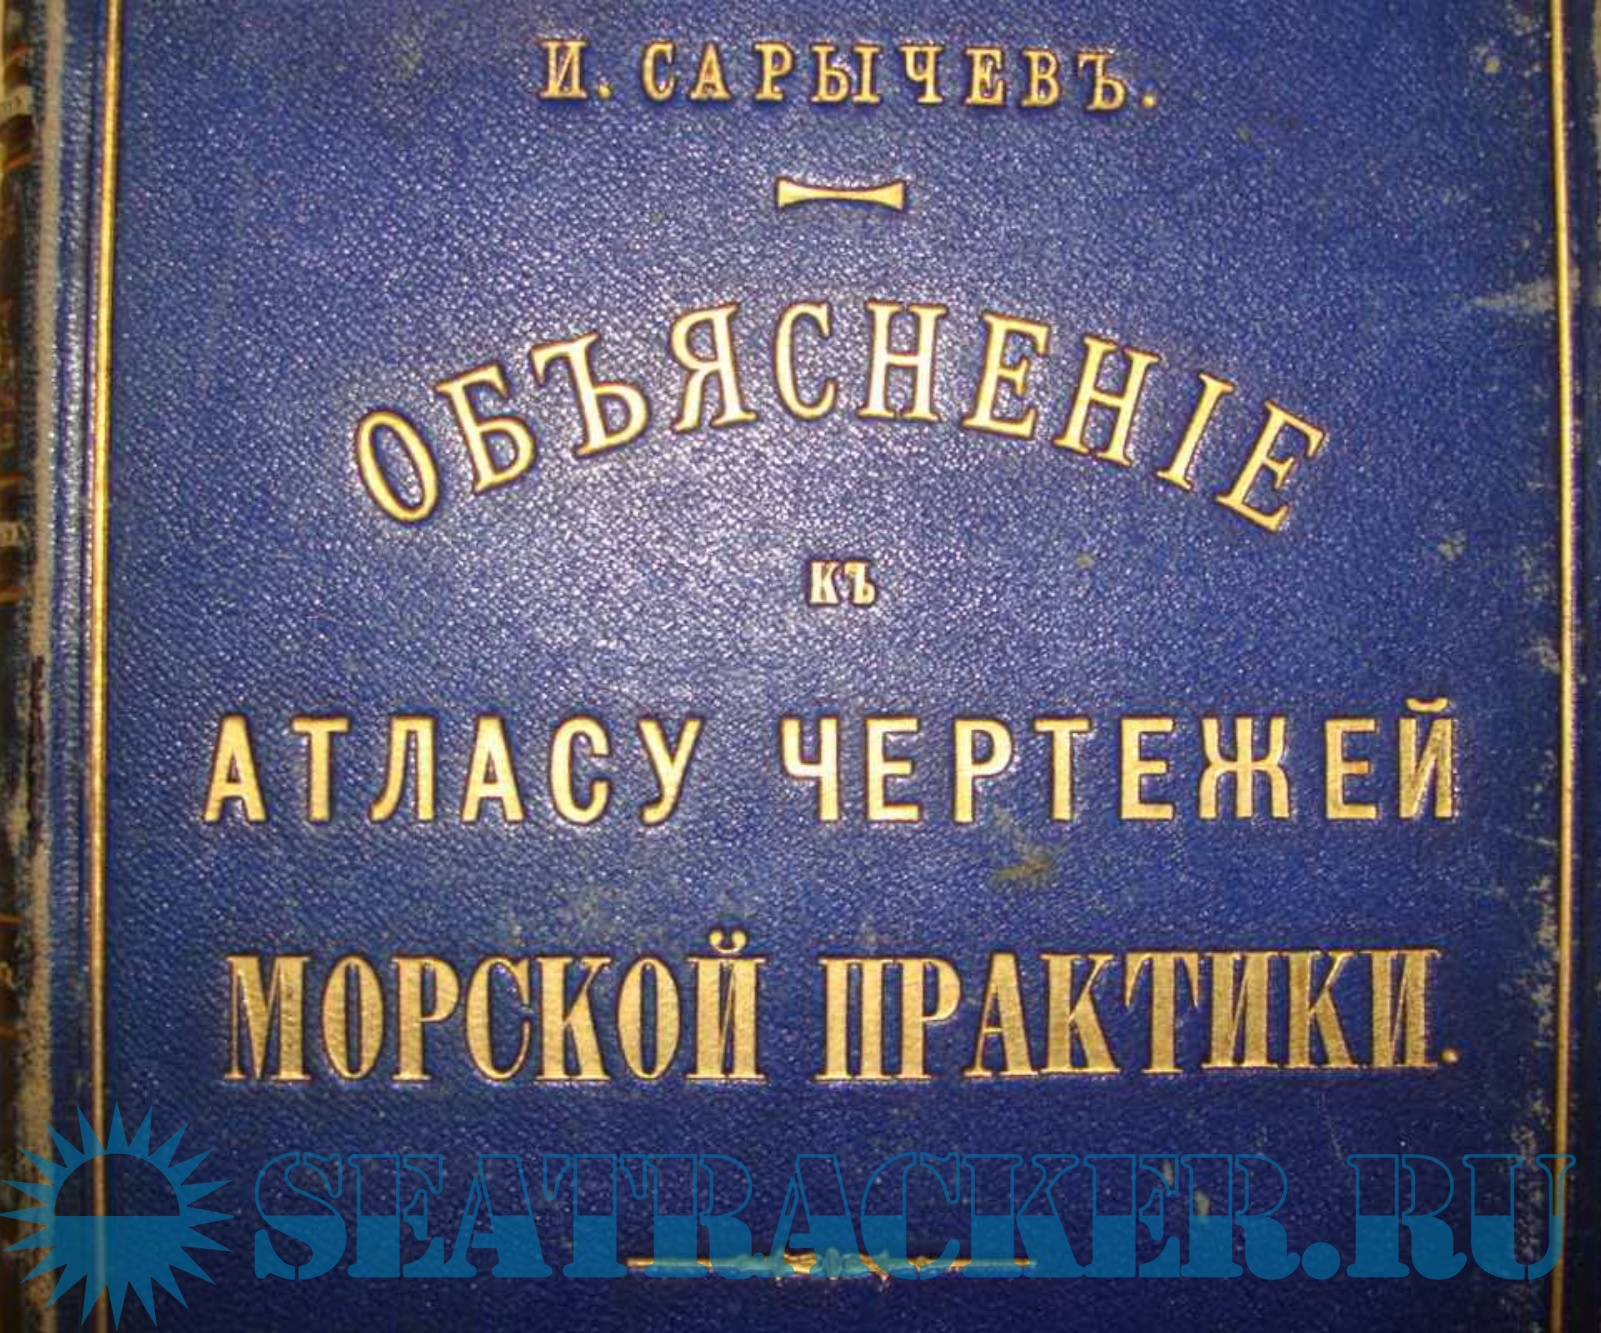 И. САРЫЧЕВЪ.
ОБЪЯСНЕНІЕ
КЪ
АТЛАСУ ЧЕРТЕЖЕЙ
МОРСКОЙ ПРАКТИКИ.
SEATRACKER.RU